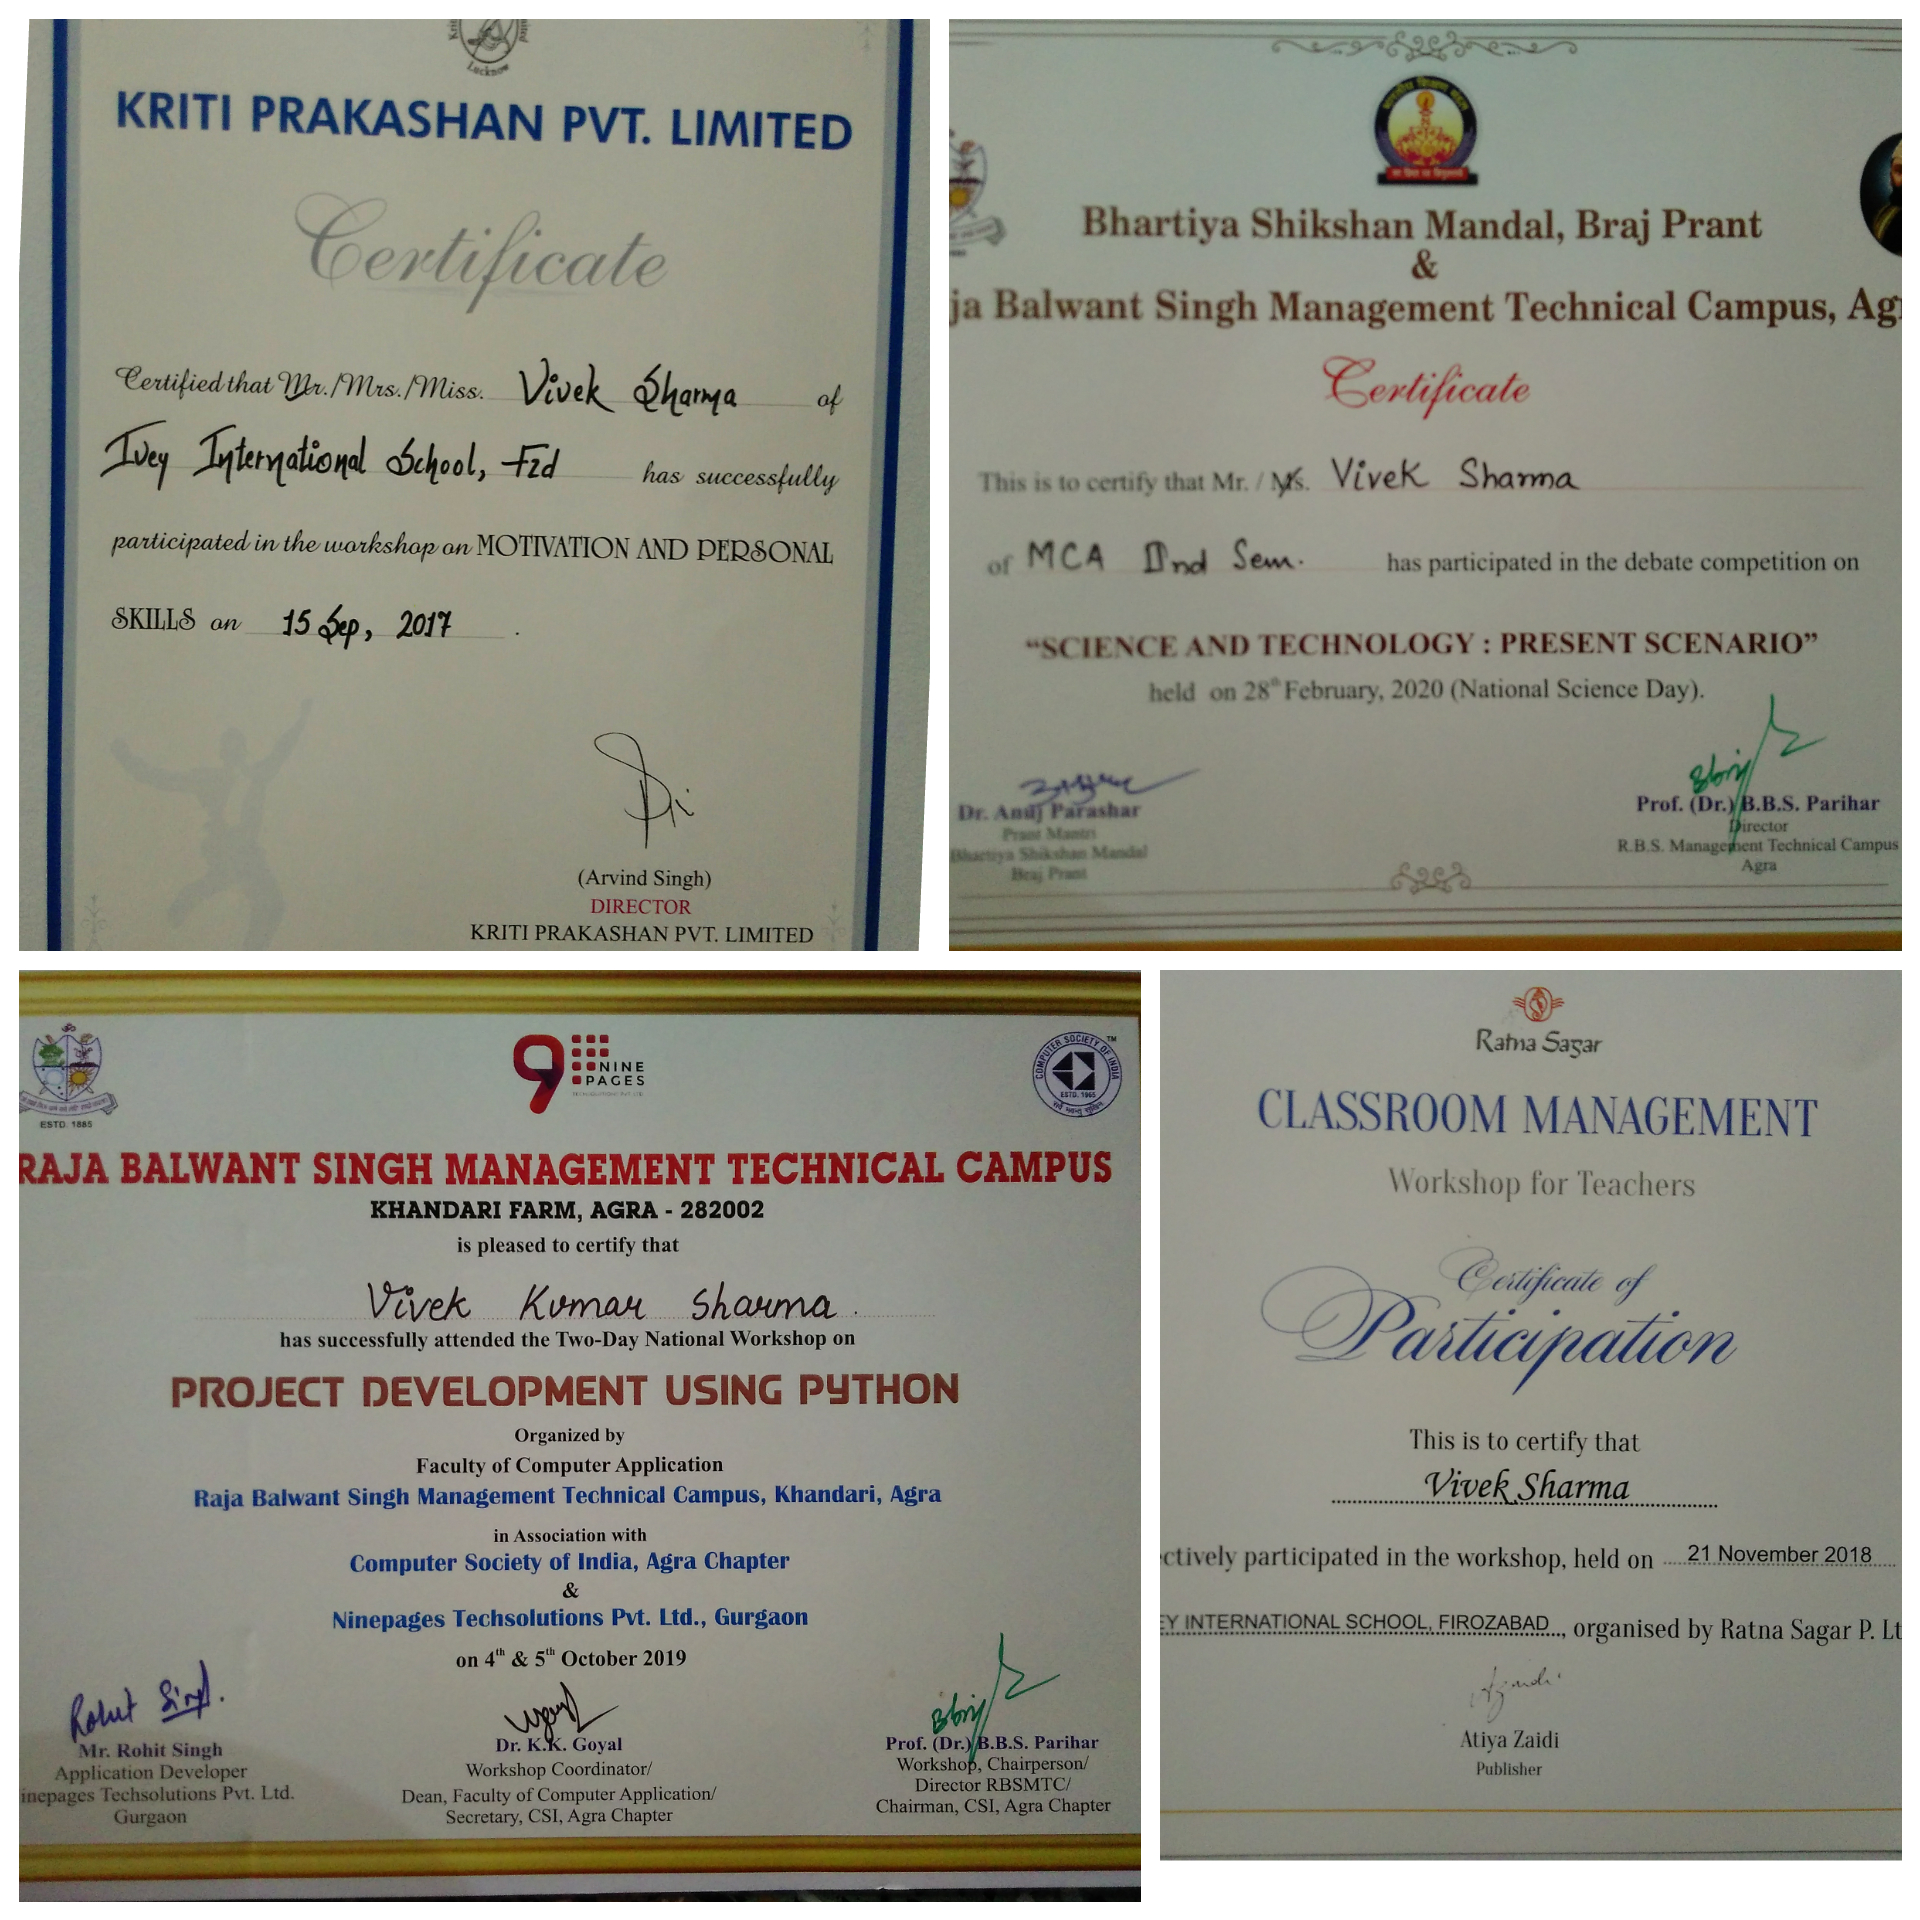 Lucknow
KRITI PRAKASHAN PVT. LIMITED
Certificate
Certified that Mr./Mrs./Miss. Vivek Sharma of
Ivey International School, Fzd has successfully
participated in the workshop on MOTIVATION AND PERSONAL
SKILLS on 15 Sep, 2017 .
(Arvind Singh)
DIRECTOR
KRITI PRAKASHAN PVT. LIMITED
Bhartiya Shikshan Mandal, Braj Prant
&
ja Balwant Singh Management Technical Campus, Ag
Certificate
This is to certify that Mr. / Ms. Vivek Sharma
of MCA IInd Sem. has participated in the debate competition on
“SCIENCE AND TECHNOLOGY : PRESENT SCENARIO”
held on 28th February, 2020 (National Science Day).
Dr. Anuj Parashar
Prant Mantri
Bhartiya Shikshan Mandal
Braj Prant
Prof. (Dr.) B.B.S. Parihar
Director
R.B.S. Management Technical Campus
Agra
ESTD. 1885
9 NINE
PAGES
COMPUTER SOCIETY OF INDIA
TM
ESTD. 1965
RAJA BALWANT SINGH MANAGEMENT TECHNICAL CAMPUS
KHANDARI FARM, AGRA - 282002
is pleased to certify that
Vivek Kumar Sharma .
has successfully attended the Two-Day National Workshop on
PROJECT DEVELOPMENT USING PYTHON
Organized by
Faculty of Computer Application
Raja Balwant Singh Management Technical Campus, Khandari, Agra
in Association with
Computer Society of India, Agra Chapter
&
Ninepages Techsolutions Pvt. Ltd., Gurgaon
on 4th & 5th October 2019
Rohit Singh.
Mr. Rohit Singh
Application Developer
inepages Techsolutions Pvt. Ltd.
Gurgaon
Dr. K.K. Goyal
Workshop Coordinator/
Dean, Faculty of Computer Application/
Secretary, CSI, Agra Chapter
Prof. (Dr.) B.B.S. Parihar
Workshop, Chairperson/
Director RBSMTC/
Chairman, CSI, Agra Chapter
Ratna Sagar
CLASSROOM MANAGEMENT
Workshop for Teachers
Certificate of
Participation
This is to certify that
Vivek Sharma
ctively participated in the workshop, held on 21 November 2018
EY INTERNATIONAL SCHOOL, FIROZABAD, organised by Ratna Sagar P. Lt
Atiya Zaidi
Publisher